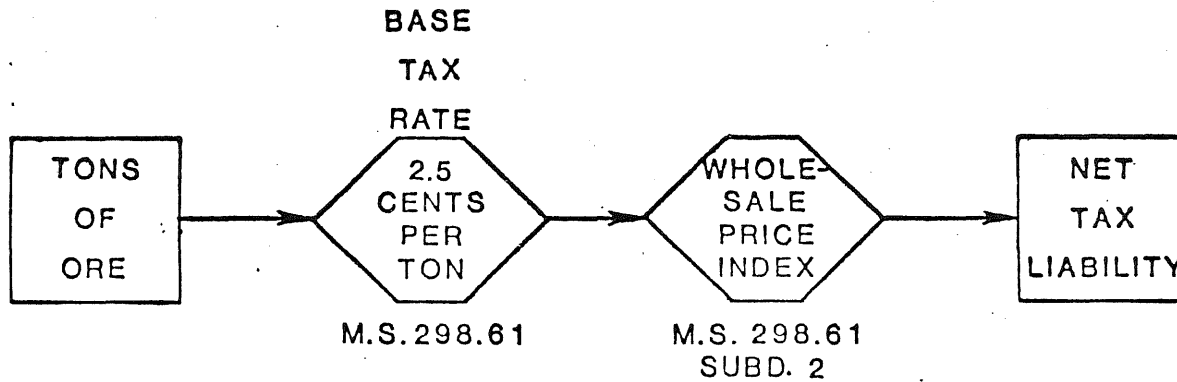 BASE
TAX
RATE
TONS
OF
ORE
2.5
CENTS
PER
TON
M.S. 298.61
WHOLE-
SALE
PRICE
INDEX
M.S. 298.61
SUBD. 2
NET
TAX
LIABILITY